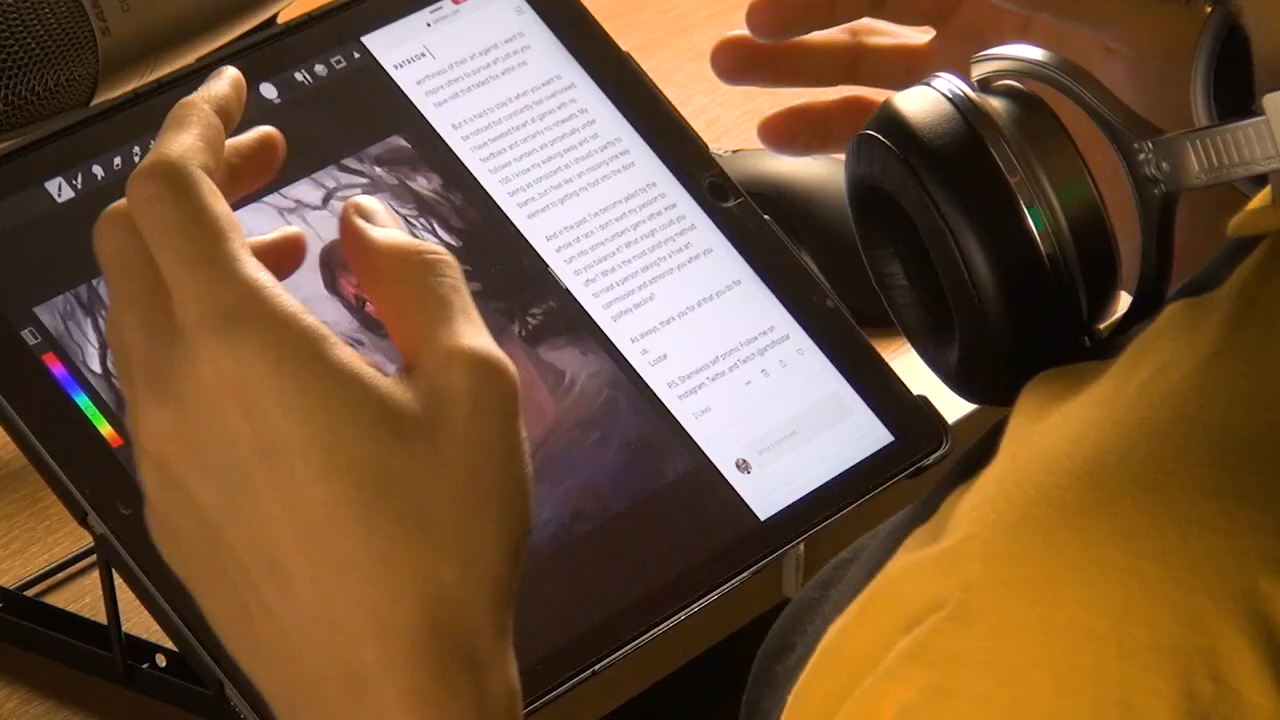 SAMSON
PATREON
worthiness of their art against. I want to
inspire others to pursue art just as you
have relit that faded fire within me.
But it is hard to stay lit when you want to
be noticed but constantly feel overlooked.
I have tweeted fanart at games with no
feedback and certainly no retweets. My
follower numbers are perpetually under
100. I know my walking away and not
being as consistent as I should is partly to
blame...but I feel like I am missing one key
element to getting my foot into the door.
And in the past, I've become jaded by the
whole rat race. I don't want my passion to
turn into some numbers game either. How
do you balance it? What insight could you
offer? What is the most satisfying method
to roast a person asking for a free art
commission and admonish you when you
politely decline?
As always, thank you for all that you do for
us,
Lostar
P.S. Shameless self promo: Follow me on
Instagram, Twitter, and Twitch @artoflostar
2 Likes